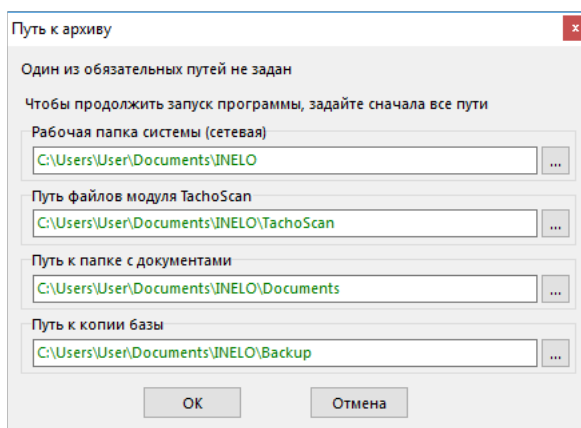 Путь к архиву
x
Один из обязательных путей не задан
Чтобы продолжить запуск программы, задайте сначала все пути
Рабочая папка системы (сетевая)
C:\Users\User\Documents\INELO
...
Путь файлов модуля TachoScan
C:\Users\User\Documents\INELO\TachoScan
...
Путь к папке с документами
C:\Users\User\Documents\INELO\Documents
...
Путь к копии базы
C:\Users\User\Documents\INELO\Backup
...
ОК
Отмена